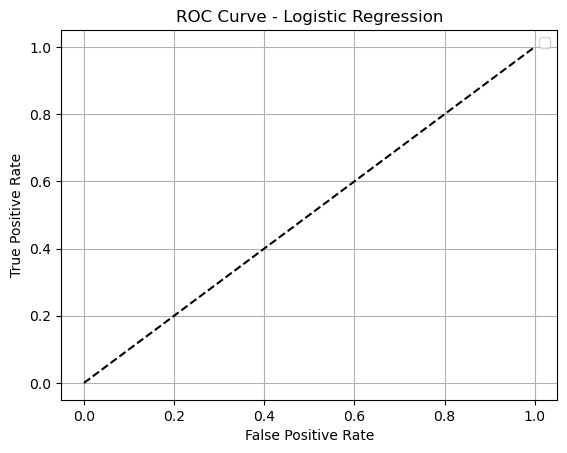 ROC Curve - Logistic Regression
1.0
0.8
0.6
0.4
0.2
0.0
True Positive Rate
0.0 0.2 0.4 0.6 0.8 1.0
False Positive Rate